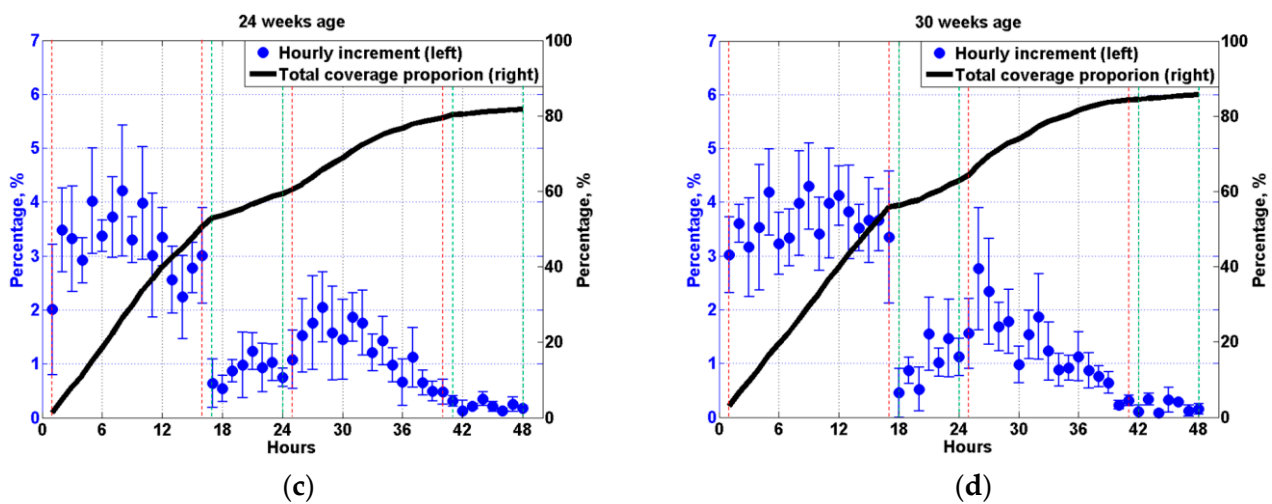 24 weeks age
7
6
5
4
3
2
1
0
Percentage, %
100
80
60
40
20
0
Percentage, %
Hourly increment (left)
Total coverage proporion (right)
0 6 12 18 24 30 36 42 48
Hours
(c)
30 weeks age
7
6
5
4
3
2
1
0
Percentage, %
100
80
60
40
20
0
Percentage, %
Hourly increment (left)
Total coverage proporion (right)
0 6 12 18 24 30 36 42 48
Hours
(d)